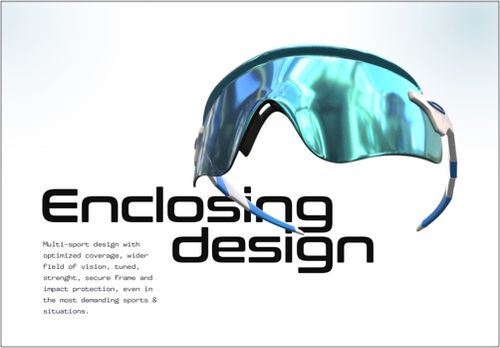 Enclosing
design
Multi-sport design with
optimized coverage, wider
field of vision, tuned,
strenght, secure frame and
impact protection, even in
the most demanding sports &
situations.